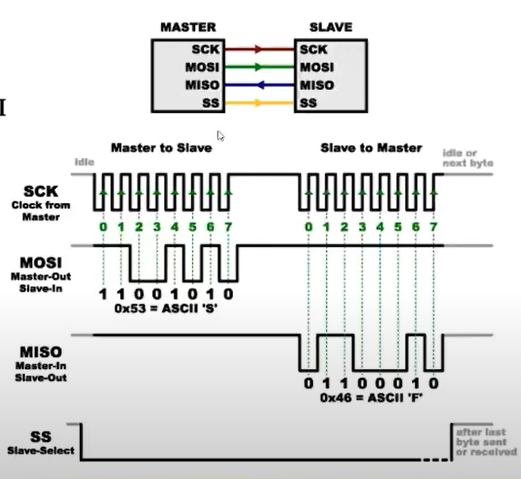 MASTER SLAVE
SCK SCK
MOSI MOSI
MISO MISO
SS SS
I
Master to Slave Slave to Master
idle
idle or
next byte
SCK
Clock from
Master
0 1 2 3 4 5 6 7 0 1 2 3 4 5 6 7
MOSI
Master-Out
Slave-In
1 1 0 0 1 0 1 0
0x53 = ASCII 'S'
MISO
Master-In
Slave-Out
0 1 1 0 0 0 1 0
0x46 = ASCII 'F'
SS
Slave-Select
after last
byte sent
or received